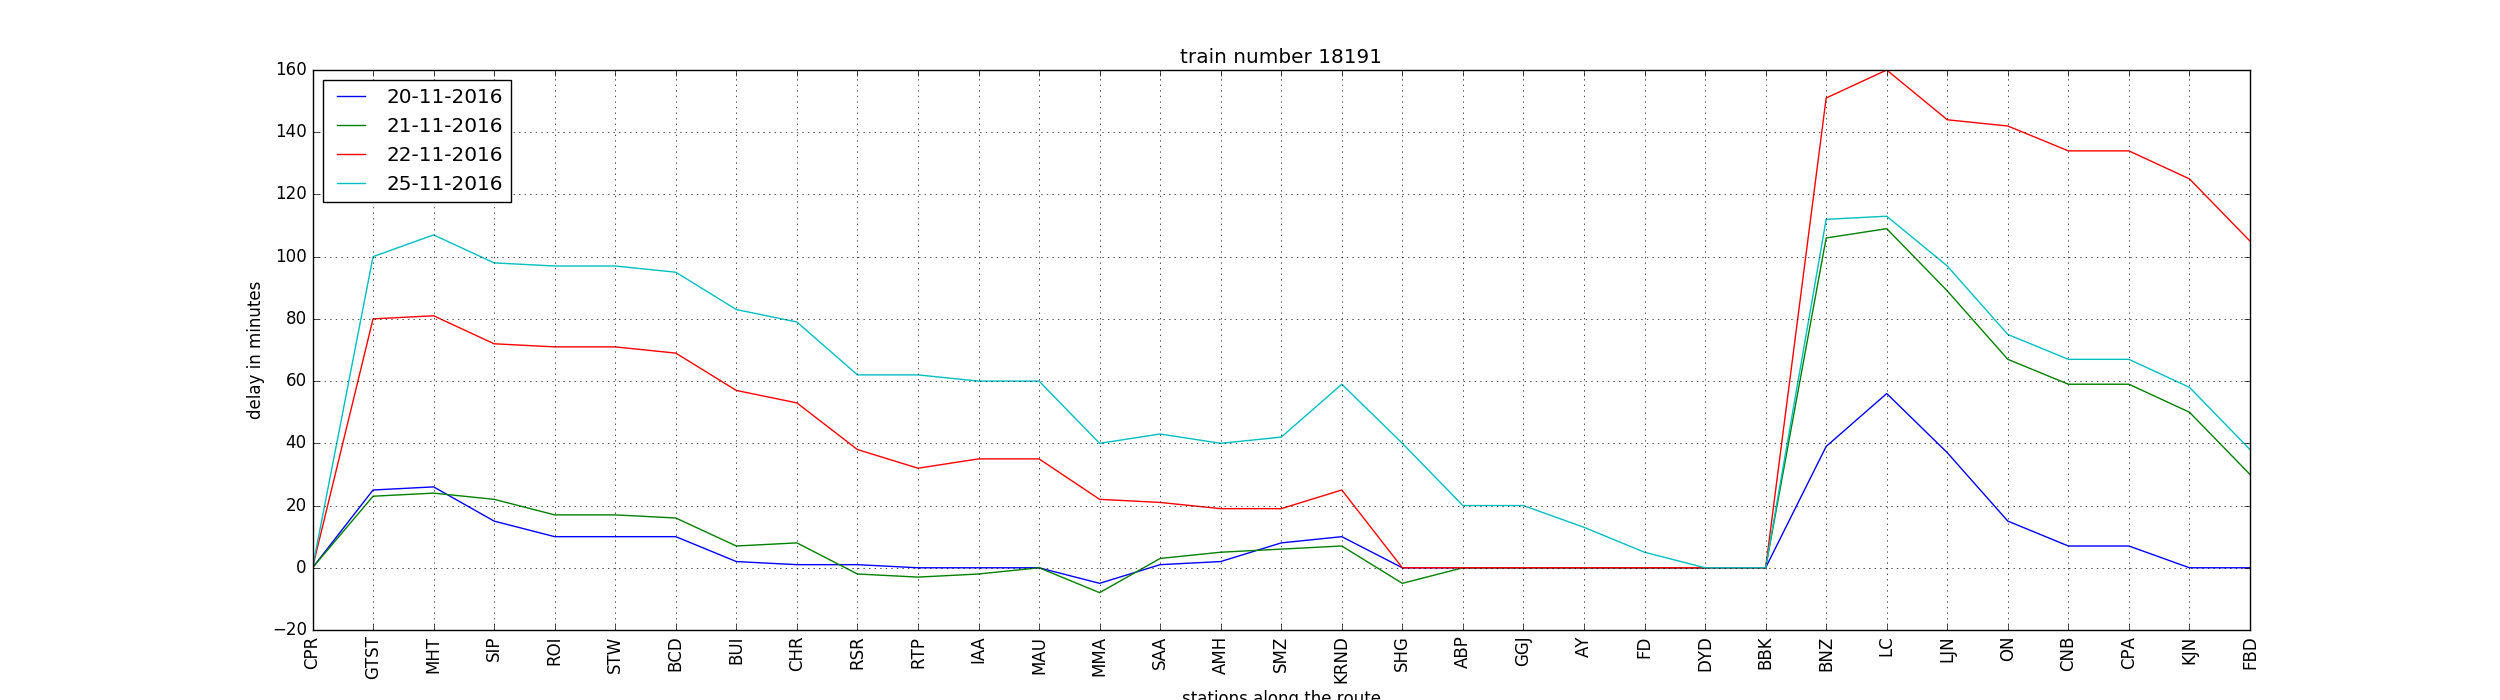 train number 18191
160
140
120
100
80
60
40
20
0
−20
delay in minutes
20-11-2016
21-11-2016
22-11-2016
25-11-2016
CPR
GTST
MHT
SIP
ROI
STW
BCD
BUI
CHR
RSR
RTP
IAA
MAU
MMA
SAA
AMH
SMZ
KRND
SHG
ABP
GGJ
AY
FD
DYD
BBK
BNZ
LC
LJN
ON
CNB
CPA
KJN
FBD
stations along the route